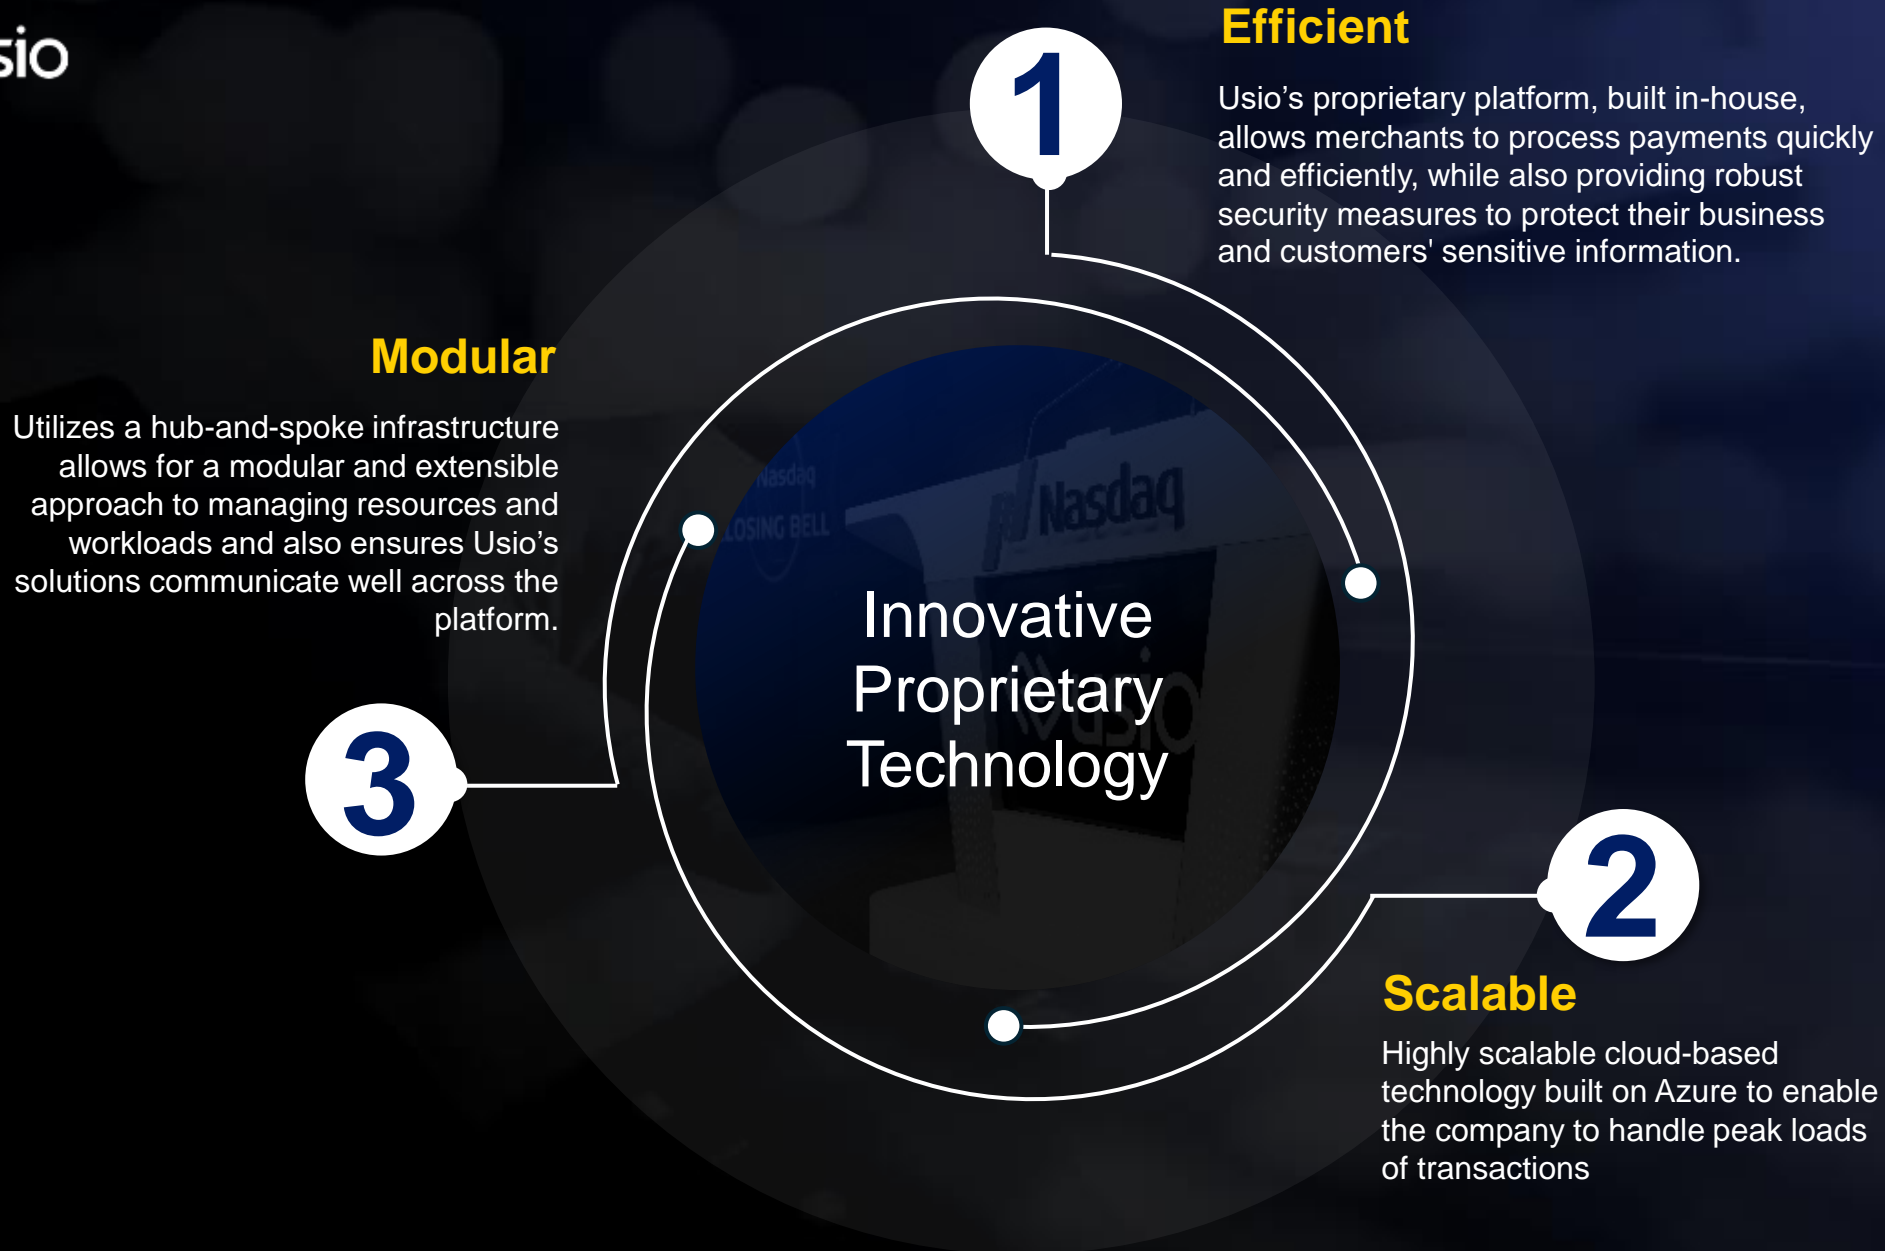 sio
1
Efficient
Usio’s proprietary platform, built in-house,
allows merchants to process payments quickly
and efficiently, while also providing robust
security measures to protect their business
and customers' sensitive information.
Modular
Utilizes a hub-and-spoke infrastructure
allows for a modular and extensible
approach to managing resources and
workloads and also ensures Usio’s
solutions communicate well across the
platform.
3
Nasdaq
LOSING BELL
Nasdaq
usio
Innovative
Proprietary
Technology
2
Scalable
Highly scalable cloud-based
technology built on Azure to enable
the company to handle peak loads
of transactions